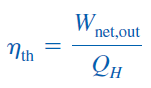 η_th = W_net,out / Q_H